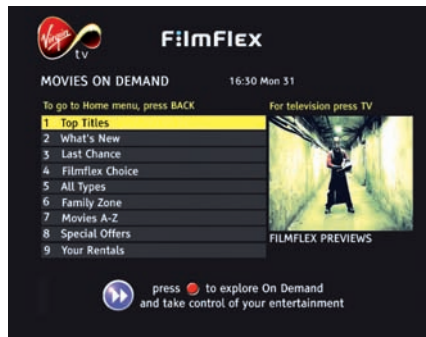 Virgin
tv
FilmFlex
MOVIES ON DEMAND 16:30 Mon 31
To go to Home menu, press BACK For television press TV
1 Top Titles
2 What's New
3 Last Chance
4 Filmflex Choice
5 All Types
6 Family Zone
7 Movies A-Z
8 Special Offers
9 Your Rentals
FILMFLEX PREVIEWS
press to explore On Demand
and take control of your entertainment